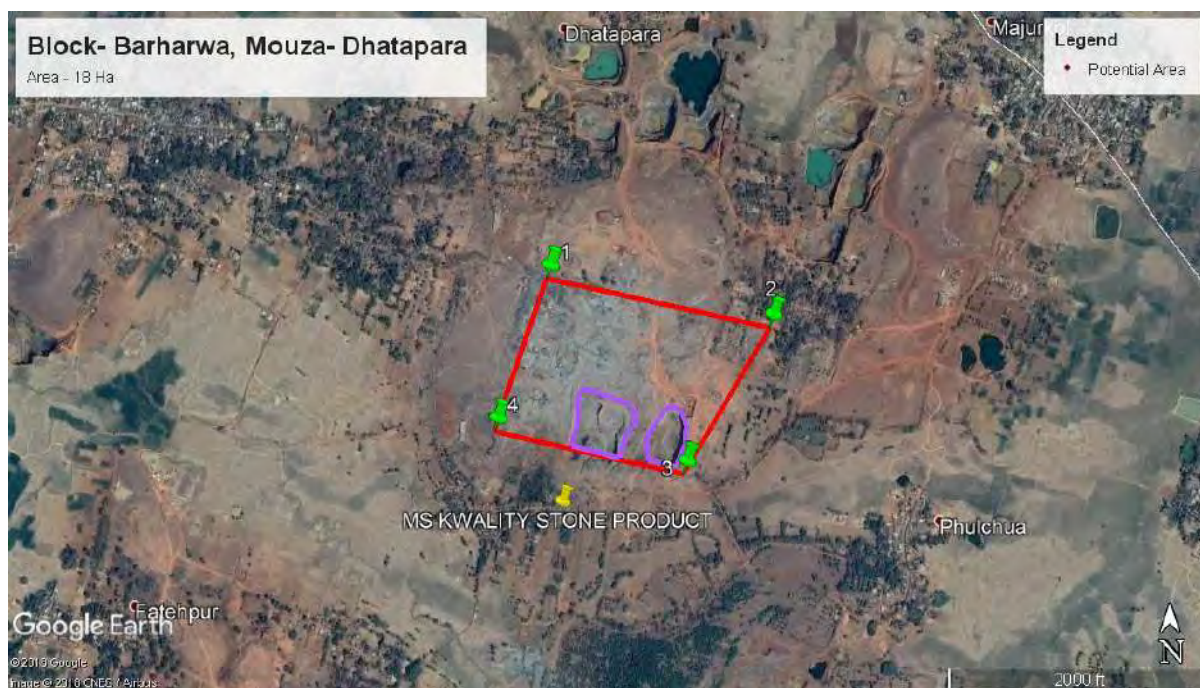 Block- Barharwa, Mouza- Dhatapara
Area - 18 Ha
Dhatapara
Majur
Legend
Potential Area
1
2
4
3
MS KWALITY STONE PRODUCT
Phulchua
Fatehpur
Google Earth
N
2000 ft